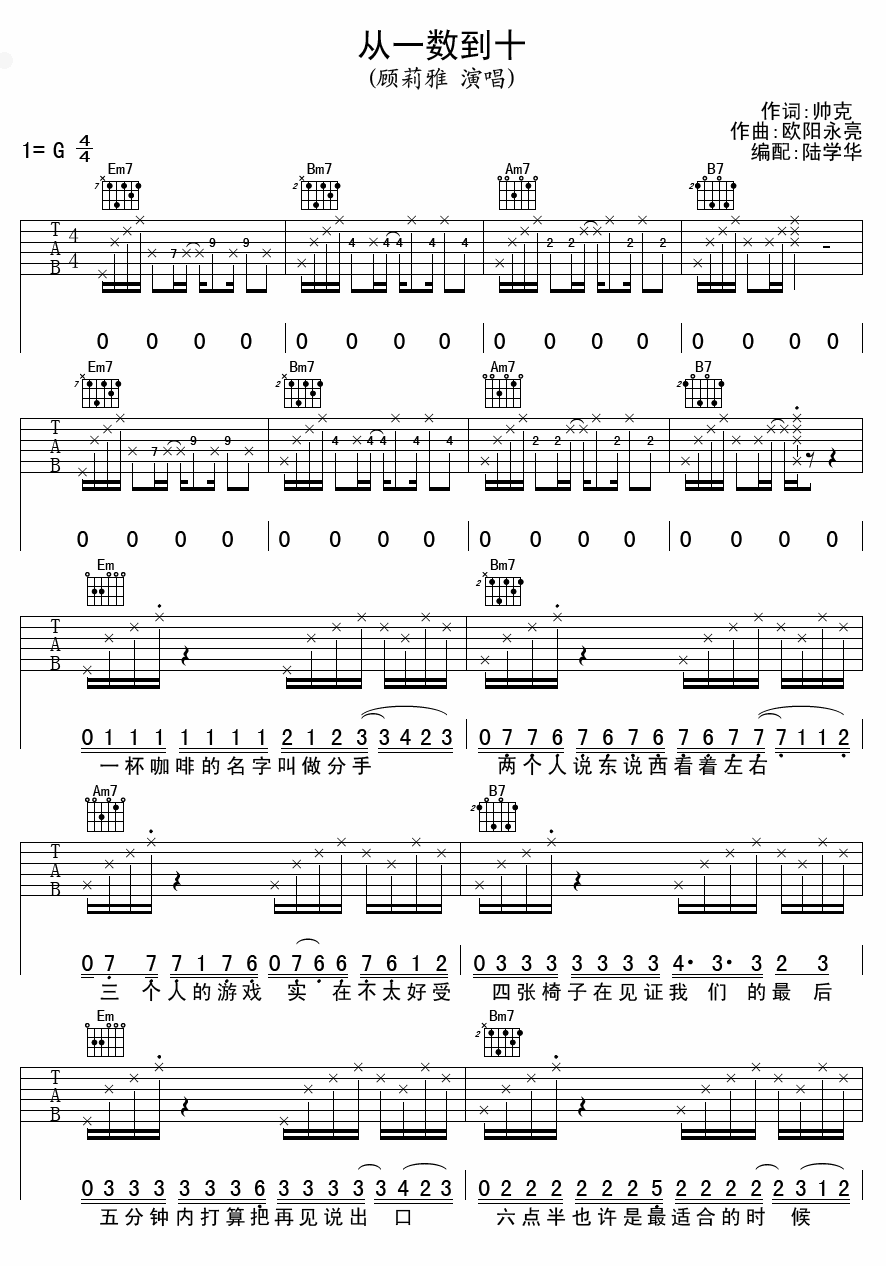 从一数到十
(顾莉雅 演唱)
作词:帅克
作曲:欧阳永亮
编配:陆学华
1= G 4/4
Em7 Bm7 Am7 B7
7 2 2
T A B 4 4
7 9 9 4 4 4 4 4 2 2 2 2 -
0 0 0 0 0 0 0 0 0 0 0 0 0 0 0 0
Em7 Bm7 Am7 B7
7 2 2
T A B
7 9 9 4 4 4 4 4 2 2 2 2
0 0 0 0 0 0 0 0 0 0 0 0 0 0 0 0
Em Bm7
2
T A B
0 1 1 1 1 1 1 1 2 1 2 3 3 4 2 3 0 7 7 6 7 6 7 6 7 6 7 7 7 1 1 2
一杯咖啡的名字叫做分手 两个人说东说西看着左右
Am7 B7
2
T A B
0 7 7 7 1 7 6 0 7 6 6 7 6 1 2 0 3 3 3 3 3 3 3 4· 3· 3 2 3
三 个人的游戏 实 在不太好受 四张椅子在见证我 们 的最 后
Em Bm7
2
T A B
0 3 3 3 3 3 3 6 3 3 3 3 3 4 2 3 0 2 2 2 2 2 2 5 2 2 2 2 2 3 1 2
五分钟内打算把再见说出 口 六点半也许是最适合的时 候